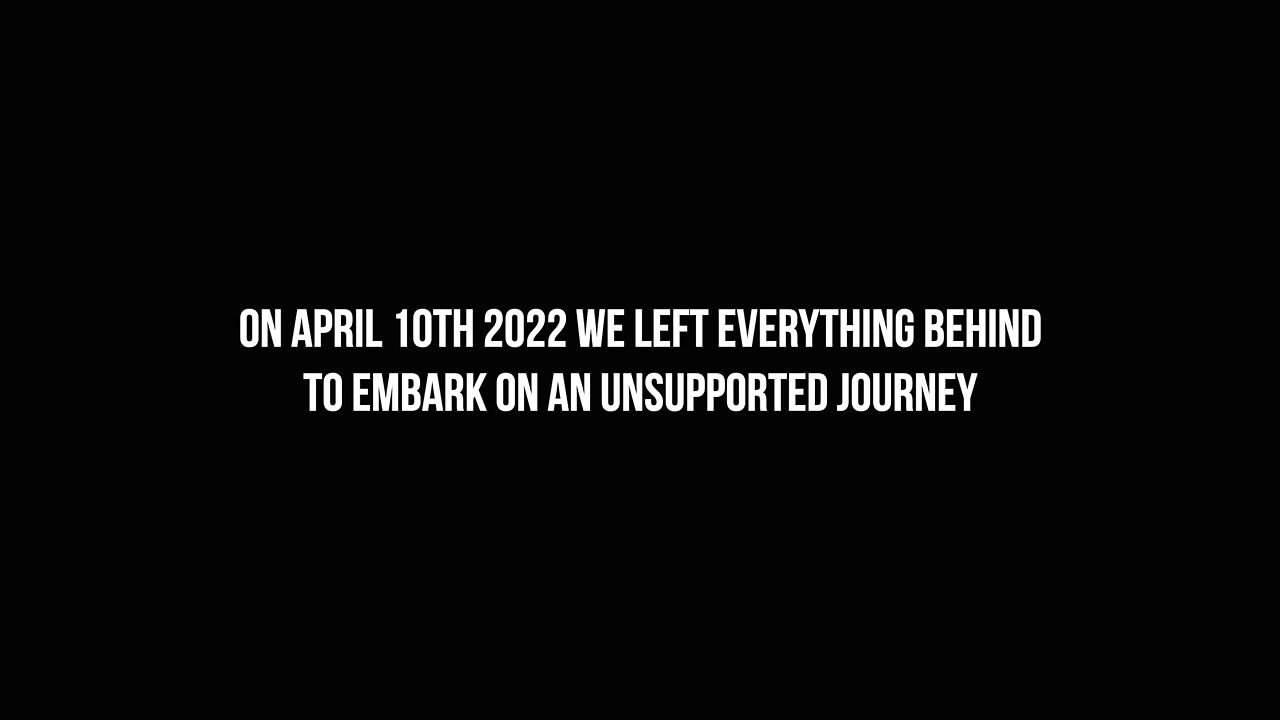 ON APRIL 10TH 2022 WE LEFT EVERYTHING BEHIND
TO EMBARK ON AN UNSUPPORTED JOURNEY